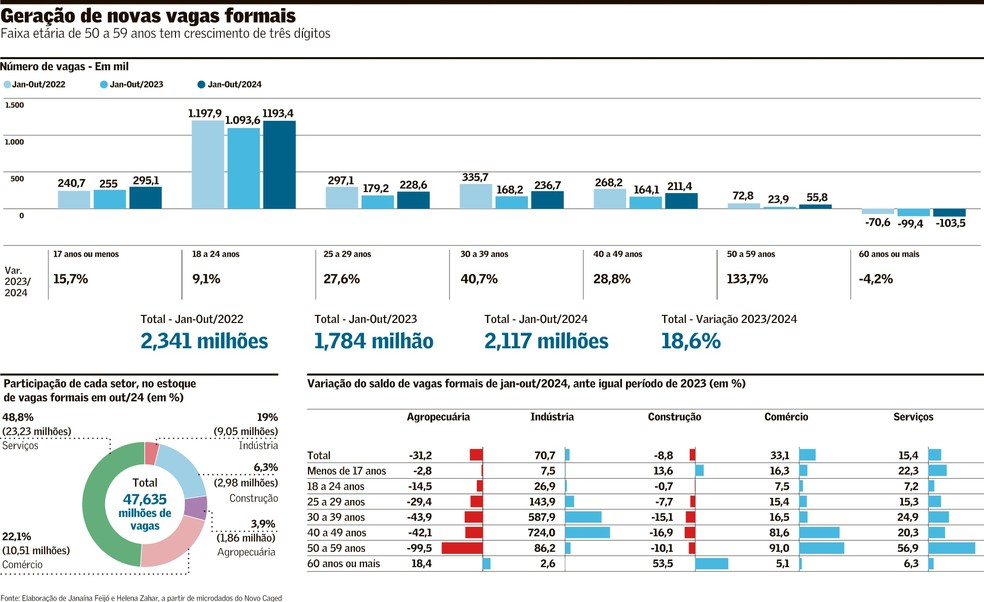 Geração de novas vagas formais
Faixa etária de 50 a 59 anos tem crescimento de três dígitos
Número de vagas - Em mil
Jan-Out/2022 Jan-Out/2023 Jan-Out/2024
1.500
1.000
500
0
240,7 255 295,1
1.197,9 1.093,6 1193,4
297,1 179,2 228,6
335,7 168,2 236,7
268,2 164,1 211,4
72,8 23,9 55,8
-70,6 -99,4 -103,5
17 anos ou menos 18 a 24 anos 25 a 29 anos 30 a 39 anos 40 a 49 anos 50 a 59 anos 60 anos ou mais
Var.
2023/
2024
15,7% 9,1% 27,6% 40,7% 28,8% 133,7% -4,2%
Total - Jan-Out/2022 Total - Jan-Out/2023 Total - Jan-Out/2024 Total - Variação 2023/2024
2,341 milhões 1,784 milhão 2,117 milhões 18,6%
Participação de cada setor, no estoque
de vagas formais em out/24 (em %)
48,8%
(23,23 milhões)
Serviços
19%
(9,05 milhões)
Indústria
6,3%
(2,98 milhões)
Construção
3,9%
(1,86 milhão)
Agropecuária
22,1%
(10,51 milhões)
Comércio
Total
47,635
milhões de
vagas
Variação do saldo de vagas formais de jan-out/2024, ante igual período de 2023 (em %)
Agropecuária Indústria Construção Comércio Serviços
Total -31,2 70,7 -8,8 33,1 15,4
Menos de 17 anos -2,8 7,5 13,6 16,3 22,3
18 a 24 anos -14,5 26,9 -0,7 7,5 7,2
25 a 29 anos -29,4 143,9 -7,7 15,4 15,3
30 a 39 anos -43,9 587,9 -15,1 16,5 24,9
40 a 49 anos -42,1 724,0 -16,9 81,6 20,3
50 a 59 anos -99,5 86,2 -10,1 91,0 56,9
60 anos ou mais 18,4 2,6 53,5 5,1 6,3
Fonte: Elaboração de Janaína Feijó e Helena Zahar, a partir de microdados do Novo Caged